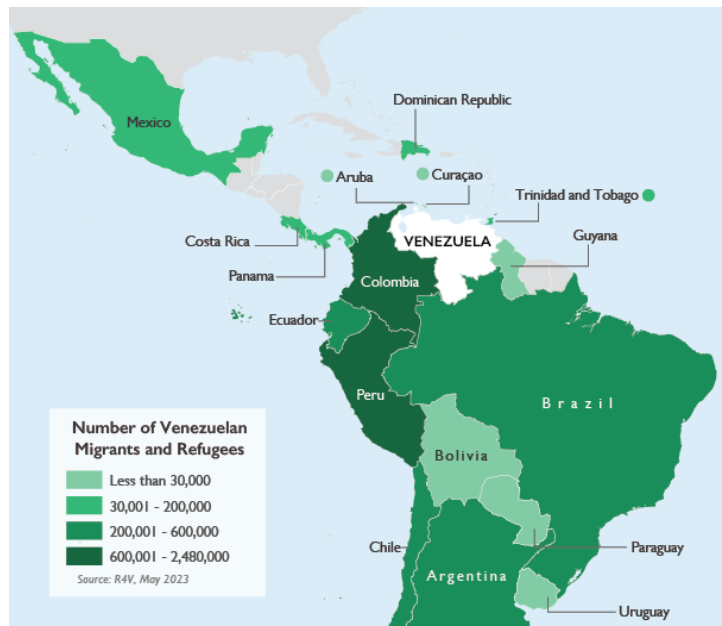 Dominican Republic
Mexico
Aruba
Curaçao
Trinidad and Tobago
Costa Rica
VENEZUELA
Guyana
Panama
Colombia
Ecuador
Peru
Brazil
Number of Venezuelan
Migrants and Refugees
Less than 30,000
30,001 - 200,000
200,001 - 600,000
600,001 - 2,480,000
Source: R4V, May 2023
Bolivia
Chile
Paraguay
Argentina
Uruguay